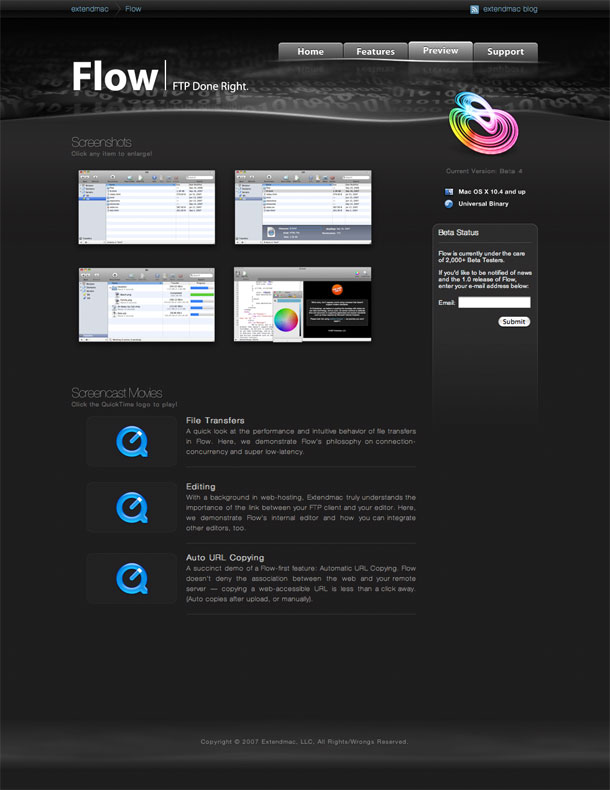 extendmac
Flow
extendmac blog
Home
Features
Preview
Support
Flow
FTP Done Right.
Screenshots
Click any item to enlarge!
Current Version: Beta 4
Mac OS X 10.4 and up
Universal Binary
Beta Status
Flow is currently under the care
of 2,000+ Beta Testers.
If you'd like to be notified of news
and the 1.0 release of Flow,
enter your e-mail address below:
Email:
Submit
Screencast Movies
Click the QuickTime logo to play!
File Transfers
A quick look at the performance and intuitive behavior of file transfers
in Flow. Here, we demonstrate Flow's philosophy on connection-
concurrency and super low-latency.
Editing
With a background in web-hosting, Extendmac truly understands the
importance of the link between your FTP client and your editor. Here,
we demonstrate Flow's internal editor and how you can integrate
other editors, too.
Auto URL Copying
A succinct demo of a Flow-first feature: Automatic URL Copying. Flow
doesn't deny the association between the web and your remote
server — copying a web-accessible URL is less than a click away.
(Auto copies after upload, or manually).
Copyright © 2007 Extendmac, LLC, All Rights/Wrongs Reserved.